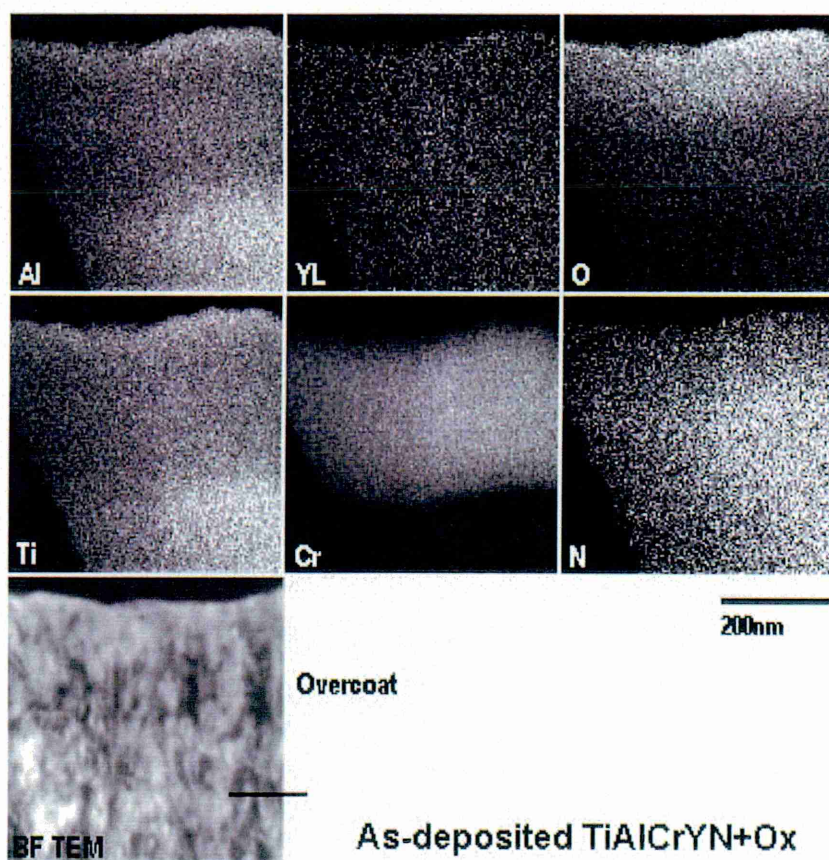 Al
YL
O
Ti
Cr
N
200nm
Overcoat
BF TEM
As-deposited TiAlCrYN+Ox